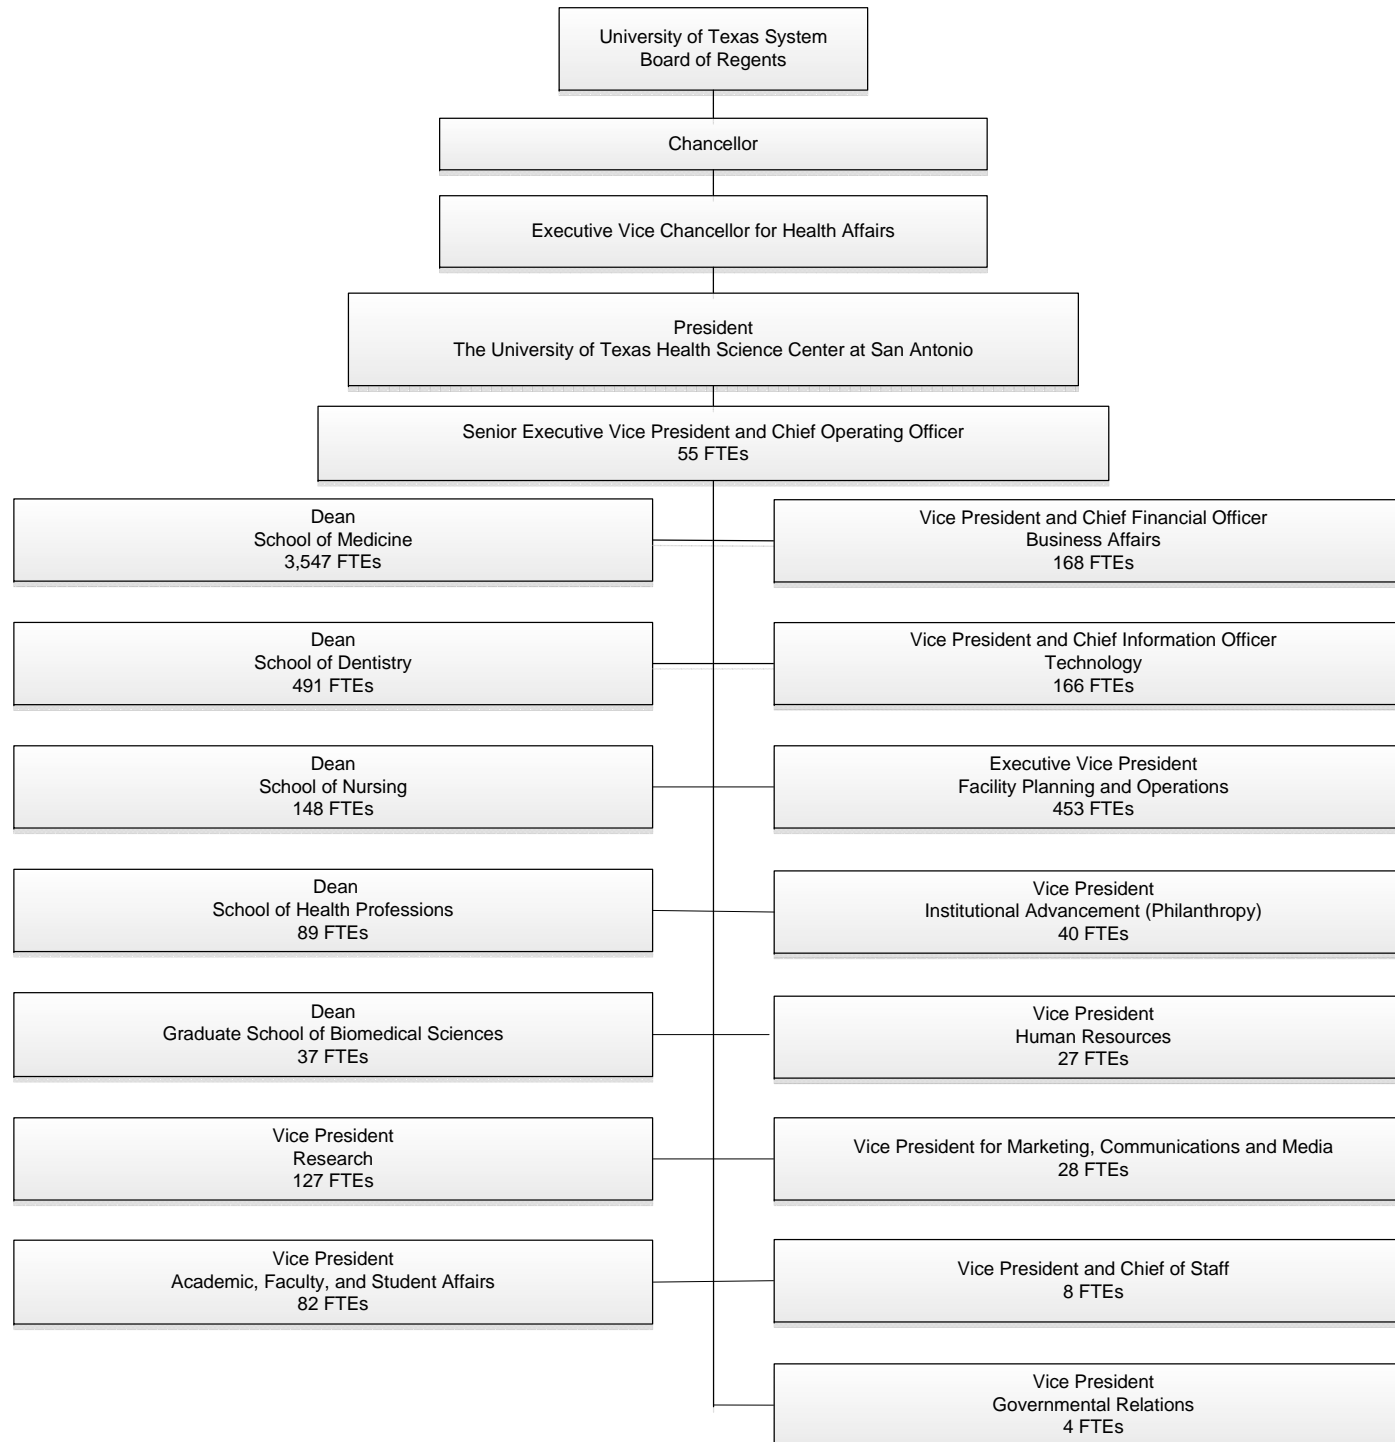 University of Texas System
Board of Regents
Chancellor
Executive Vice Chancellor for Health Affairs
President
The University of Texas Health Science Center at San Antonio
Senior Executive Vice President and Chief Operating Officer
55 FTEs
Dean
School of Medicine
3,547 FTEs
Vice President and Chief Financial Officer
Business Affairs
168 FTEs
Dean
School of Dentistry
491 FTEs
Vice President and Chief Information Officer
Technology
166 FTEs
Dean
School of Nursing
148 FTEs
Executive Vice President
Facility Planning and Operations
453 FTEs
Dean
School of Health Professions
89 FTEs
Vice President
Institutional Advancement (Philanthropy)
40 FTEs
Dean
Graduate School of Biomedical Sciences
37 FTEs
Vice President
Human Resources
27 FTEs
Vice President
Research
127 FTEs
Vice President for Marketing, Communications and Media
28 FTEs
Vice President
Academic, Faculty, and Student Affairs
82 FTEs
Vice President and Chief of Staff
8 FTEs
Vice President
Governmental Relations
4 FTEs